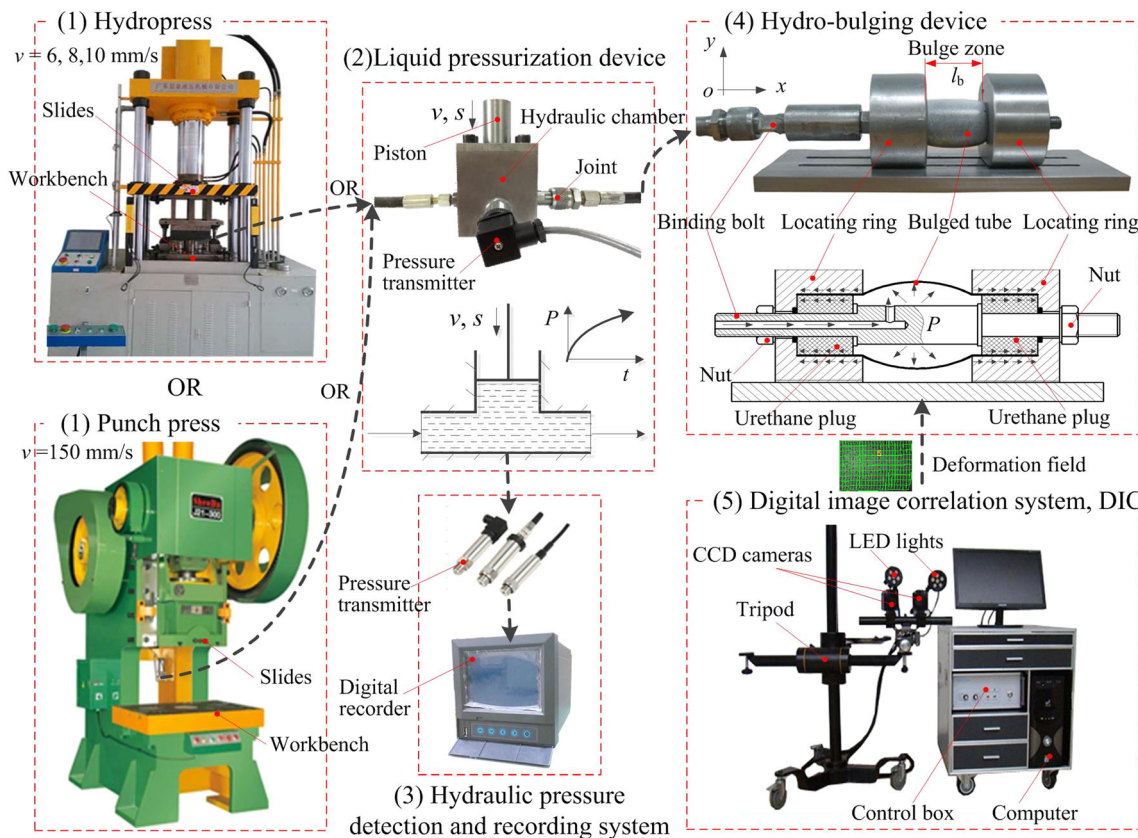 (1) Hydropress
v = 6, 8,10 mm/s
Slides
Workbench
OR
OR
OR
(1) Punch press
v =150 mm/s
ShenDa
J21-300
Slides
Workbench
(2)Liquid pressurization device
v, s
Piston
Hydraulic chamber
Joint
Pressure
transmitter
v, s
P
t
Pressure
transmitter
Digital
recorder
(3) Hydraulic pressure
detection and recording system
(4) Hydro-bulging device
y
o
x
Bulge zone
lb
Binding bolt
Locating ring
Bulged tube
Locating ring
Nut
P
Nut
Urethane plug
Urethane plug
Deformation field
(5) Digital image correlation system, DIC
CCD cameras
LED lights
Tripod
Control box
Computer